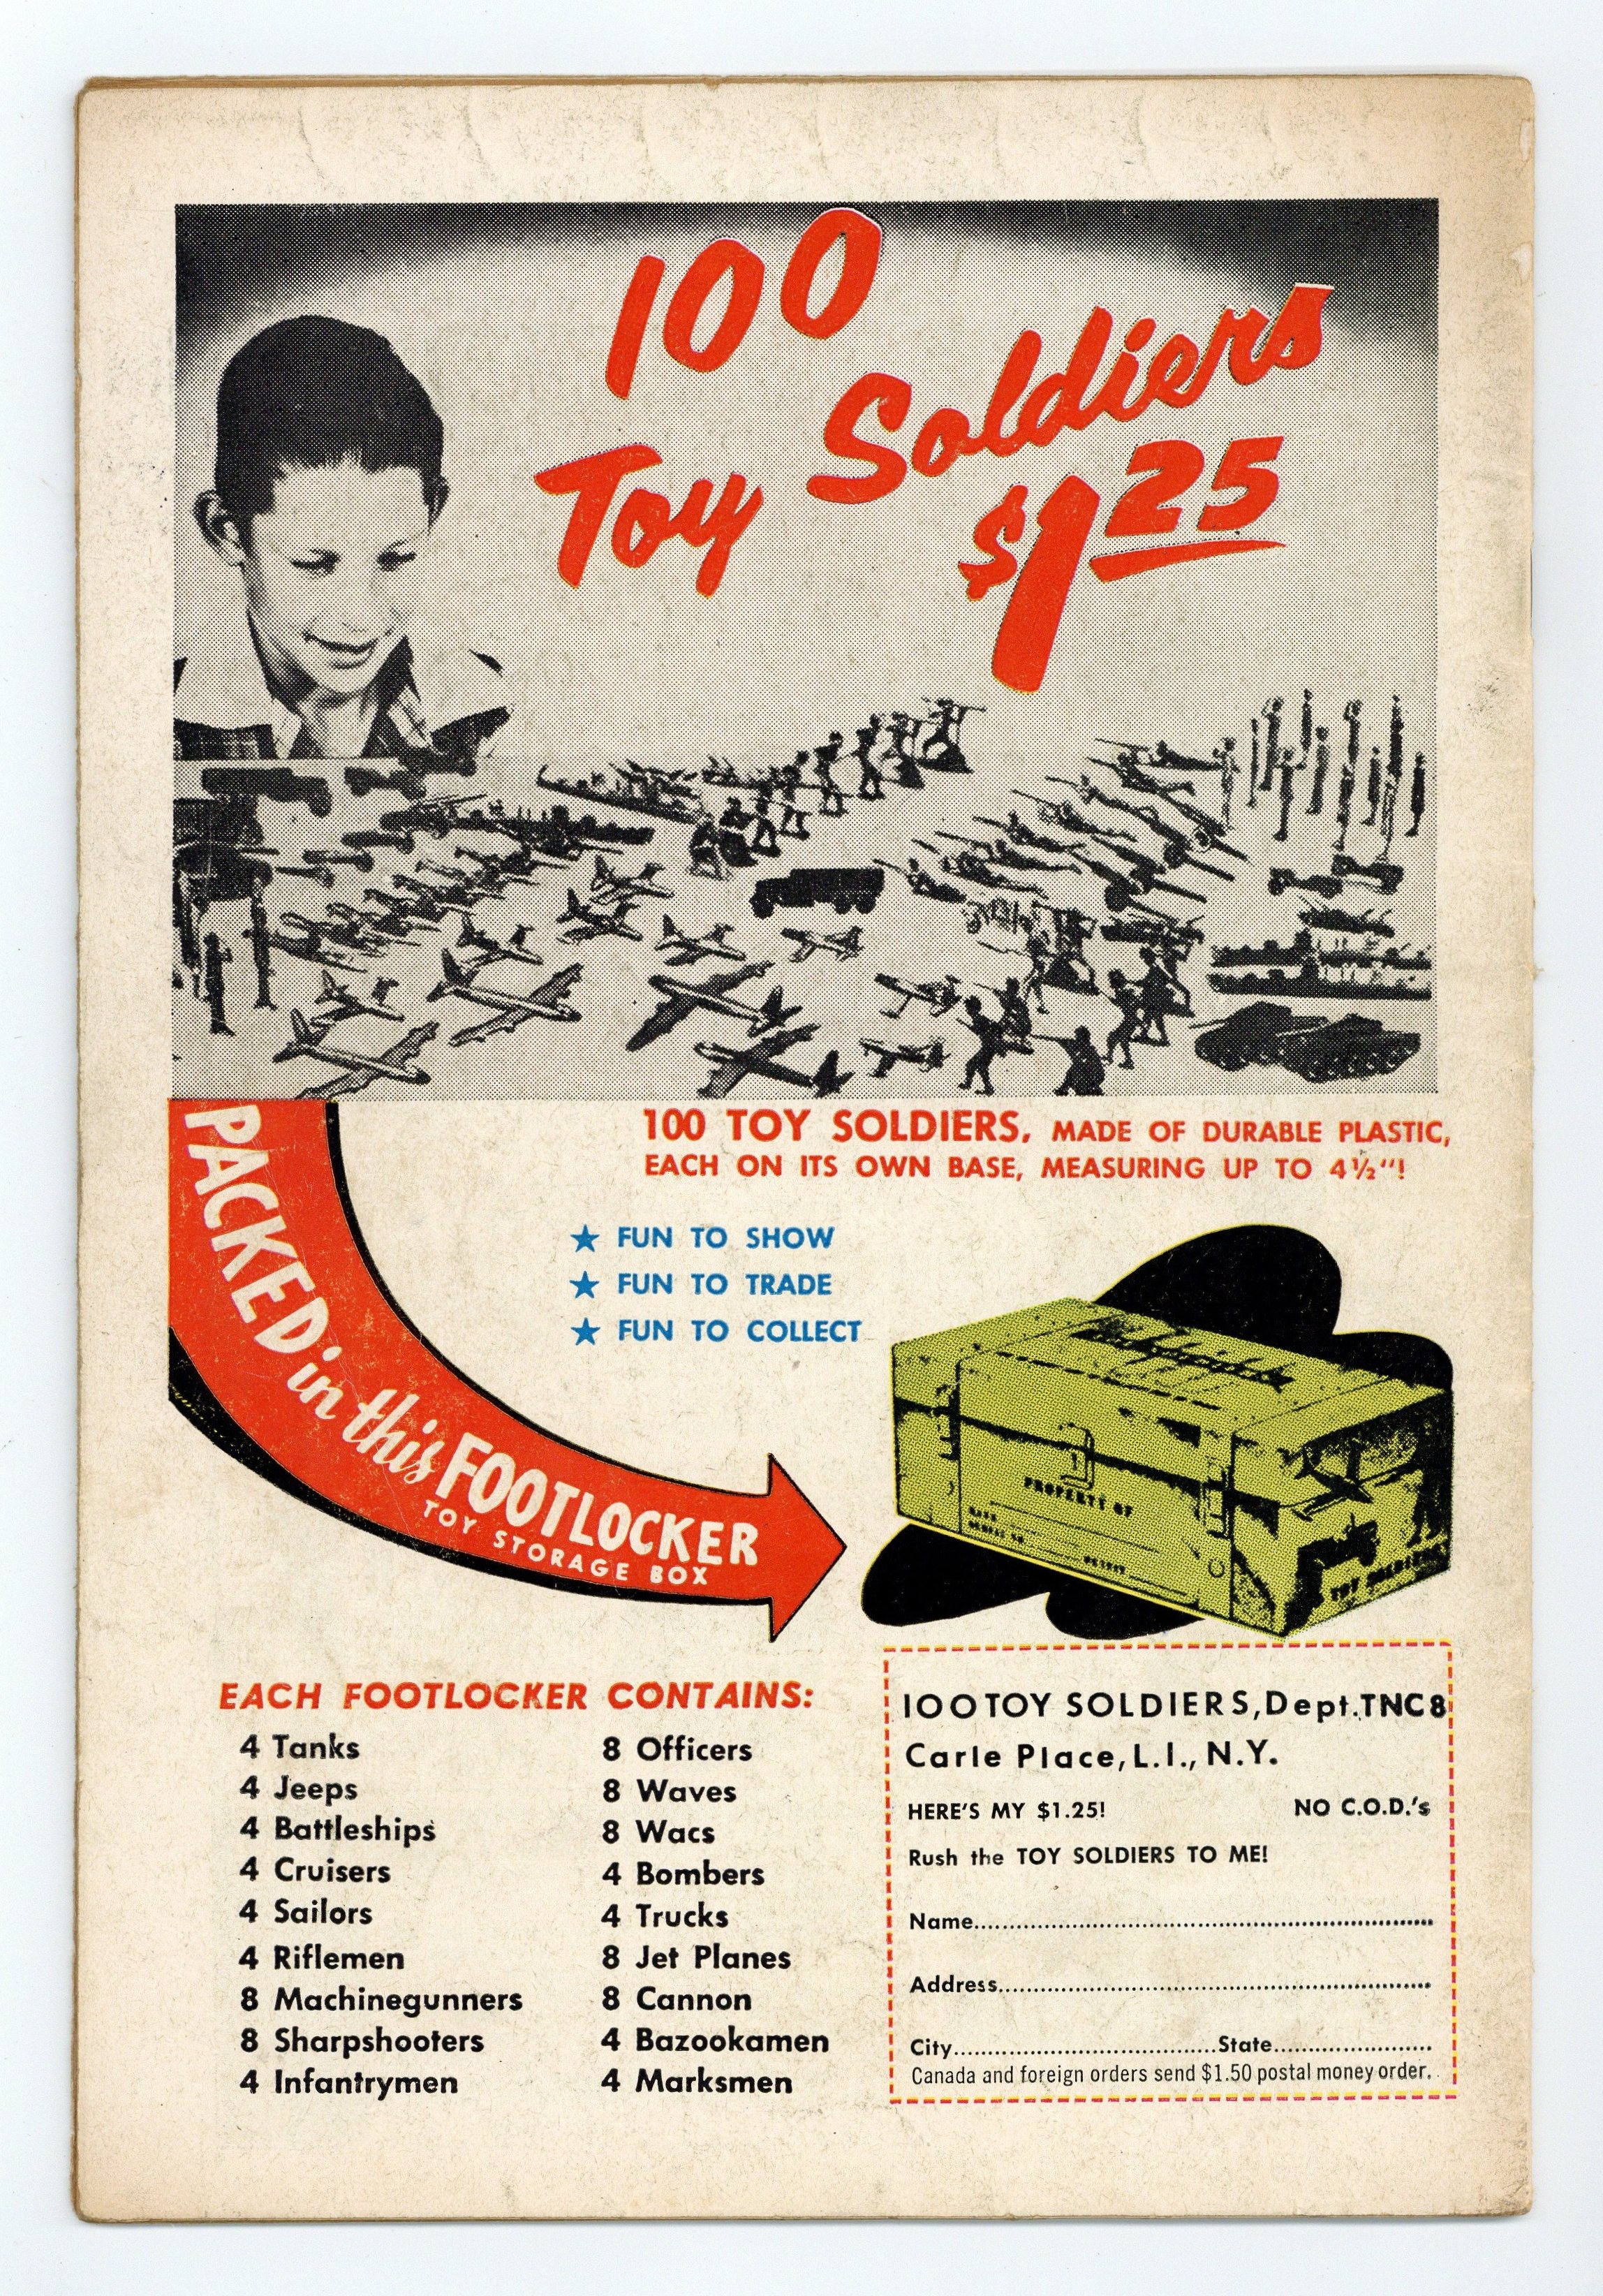 100
Toy Soldiers
$1.25
100 TOY SOLDIERS, MADE OF DURABLE PLASTIC,
EACH ON ITS OWN BASE, MEASURING UP TO 4½"!
PACKED in this FOOTLOCKER
TOY STORAGE BOX
★ FUN TO SHOW
★ FUN TO TRADE
★ FUN TO COLLECT
PROPERTY OF
TOY SOLDIERS
EACH FOOTLOCKER CONTAINS:
4 Tanks
4 Jeeps
4 Battleships
4 Cruisers
4 Sailors
4 Riflemen
8 Machinegunners
8 Sharpshooters
4 Infantrymen
8 Officers
8 Waves
8 Wacs
4 Bombers
4 Trucks
8 Jet Planes
8 Cannon
4 Bazookamen
4 Marksmen
100 TOY SOLDIERS, Dept. TNC8
Carle Place, L.I., N.Y.
HERE'S MY $1.25! NO C.O.D.'s
Rush the TOY SOLDIERS TO ME!
Name
Address
City State
Canada and foreign orders send $1.50 postal money order.